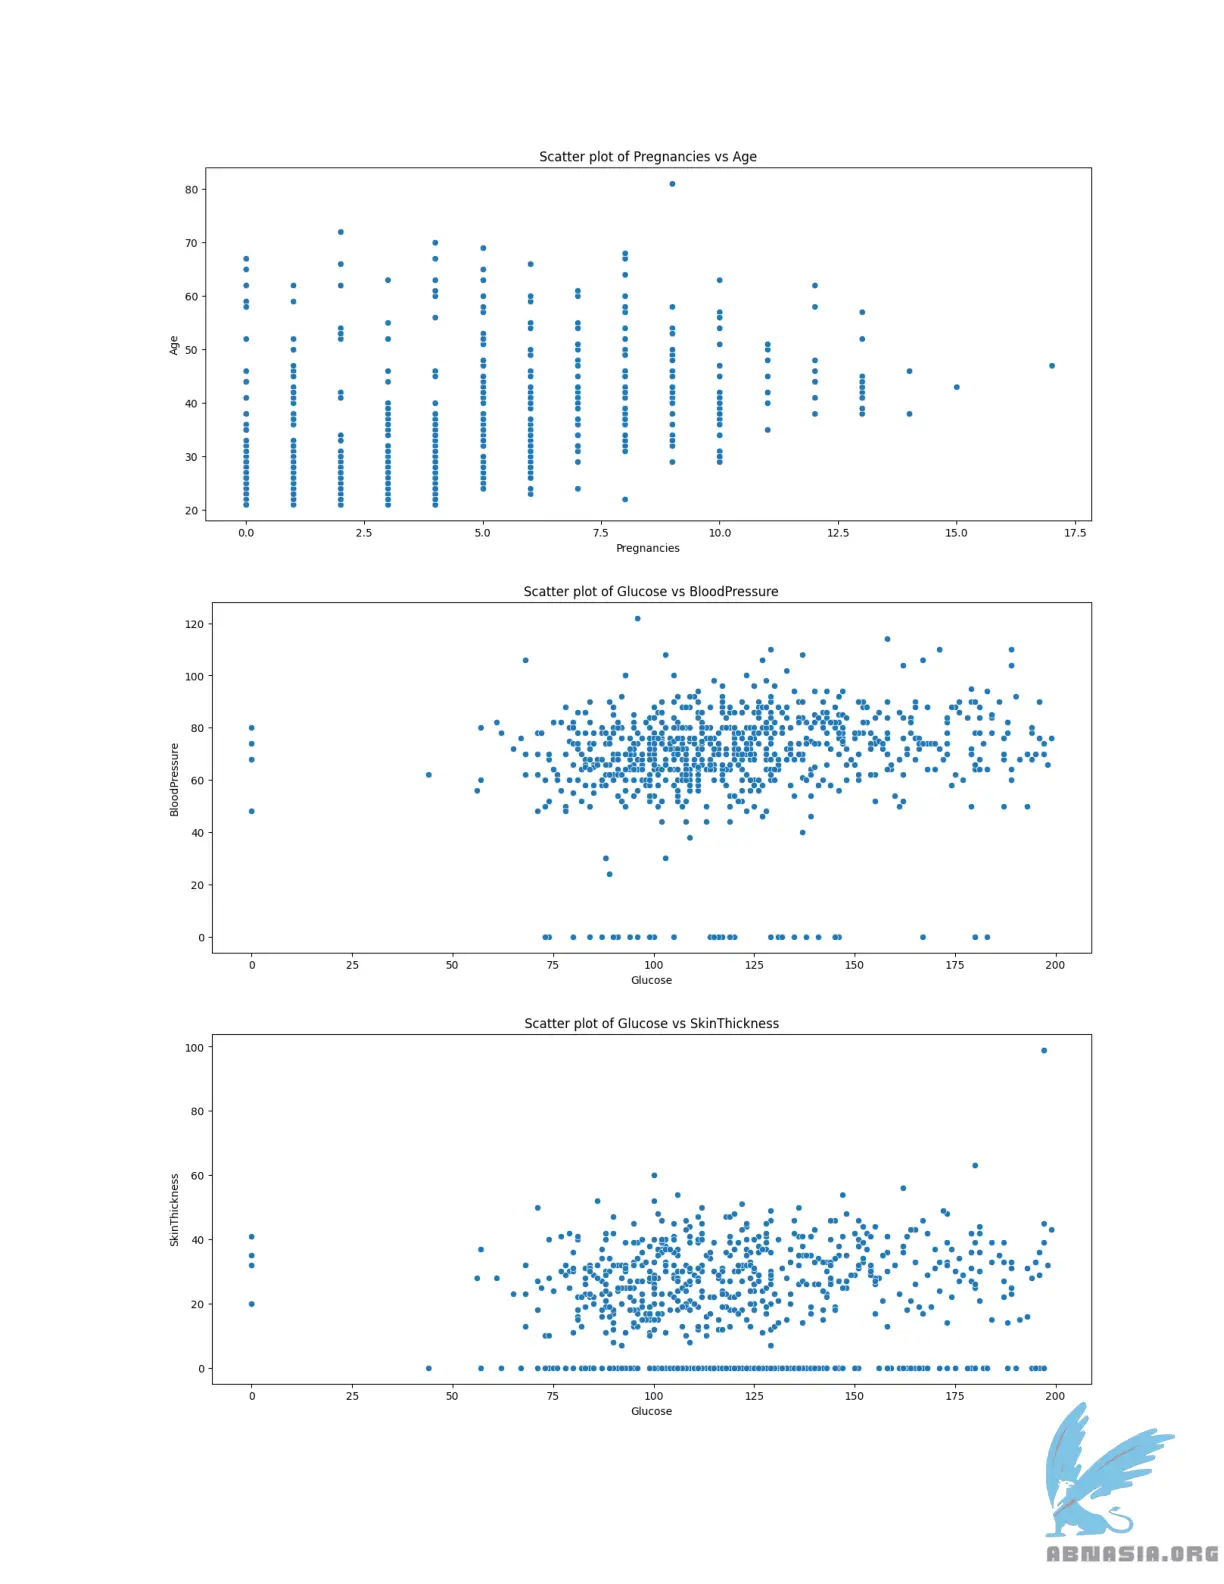 Scatter plot of Pregnancies vs Age
80
70
60
50
40
30
20
Age
0.0 2.5 5.0 7.5 10.0 12.5 15.0 17.5
Pregnancies
Scatter plot of Glucose vs BloodPressure
120
100
80
60
40
20
0
BloodPressure
0 25 50 75 100 125 150 175 200
Glucose
Scatter plot of Glucose vs SkinThickness
100
80
60
40
20
0
SkinThickness
0 25 50 75 100 125 150 175 200
Glucose
ABNASIA.ORG